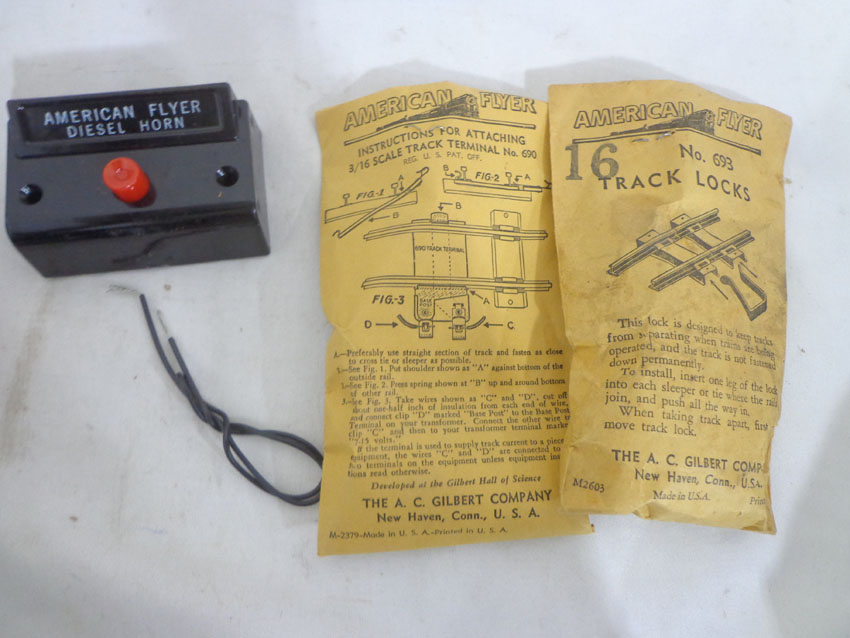 AMERICAN FLYER
DIESEL HORN
AMERICAN FLYER
INSTRUCTIONS FOR ATTACHING
3/16 SCALE TRACK TERMINAL No. 690
REG. U. S. PAT. OFF.
FIG-1
A
B
FIG-2
A
B
B
690 TRACK TERMINAL
FIG-3
BASE POST
A
D
C
Preferably use straight section of track and fasten as close
to cross tie or sleeper as possible.
See Fig. 1. Put shoulder shown as "A" against bottom of the
outside rail.
See Fig. 2. Press spring shown at "B" up and around bottom
of other rail.
See Fig. 3. Take wires shown as "C" and "D", cut off
about one-half inch of insulation from each end of wire,
and connect clip "D" marked "Base Post" to the Base Post
Terminal on your transformer. Connect the other wire to
clip "C" and then to your transformer terminal marke
"7-15 volts."
If the terminal is used to supply track current to a piece
equipment, the wires "C" and "D" are connected to
two terminals on the equipment unless equipment ins
tions read otherwise.
Developed at the Gilbert Hall of Science
THE A. C. GILBERT COMPANY
New Haven, Conn., U. S. A.
M-2379-Made in U. S. A.-Printed in U. S. A.
AMERICAN FLYER
16
No. 693
TRACK LOCKS
This lock is designed to keep tracks
from separating when trains are being
operated, and the track is not fastened
down permanently.
To install, insert one leg of the lock
into each sleeper or tie where the rails
join, and push all the way in.
When taking track apart, first
move track lock.
THE A. C. GILBERT COMP
New Haven, Conn., U.S.A.
M2603
Made in U.S.A.
Print